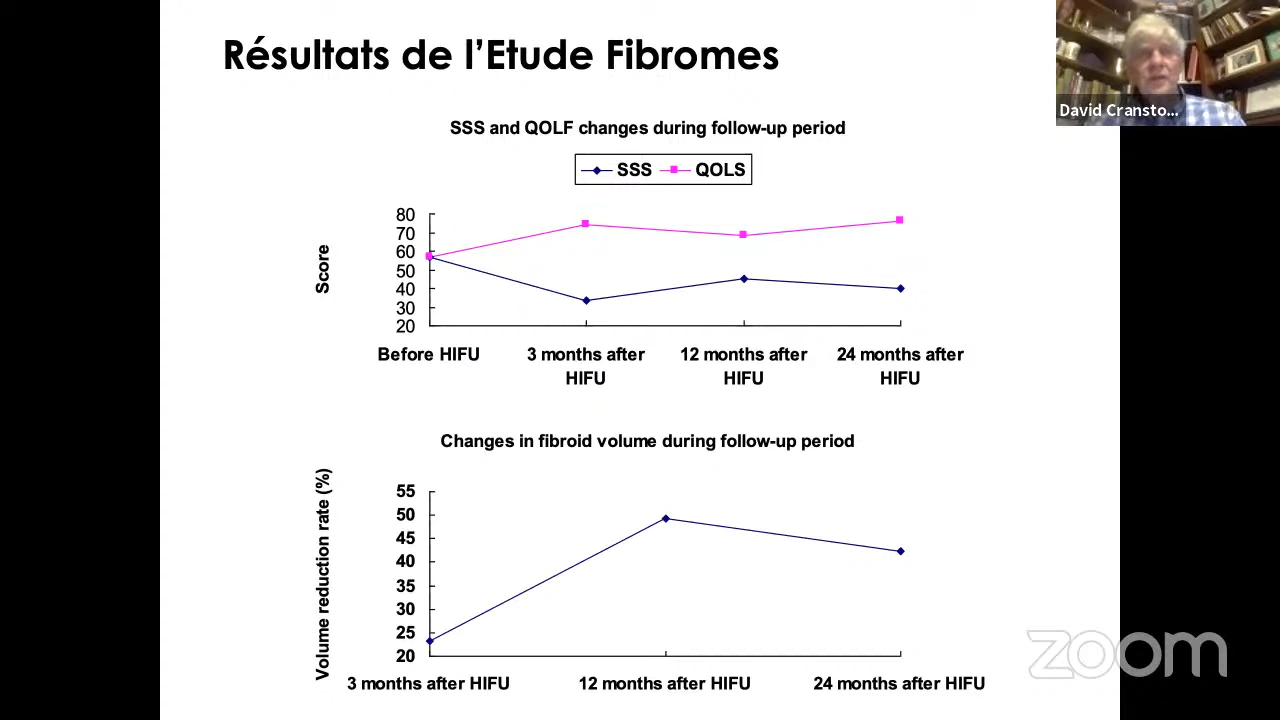 Résultats de l'Etude Fibromes
David Cransto...
SSS and QOLF changes during follow-up period
SSS QOLS
80
70
60
50
40
30
20
Score
Before HIFU
3 months after HIFU
12 months after HIFU
24 months after HIFU
Changes in fibroid volume during follow-up period
55
50
45
40
35
30
25
20
Volume reduction rate (%)
3 months after HIFU
12 months after HIFU
24 months after HIFU
zoom